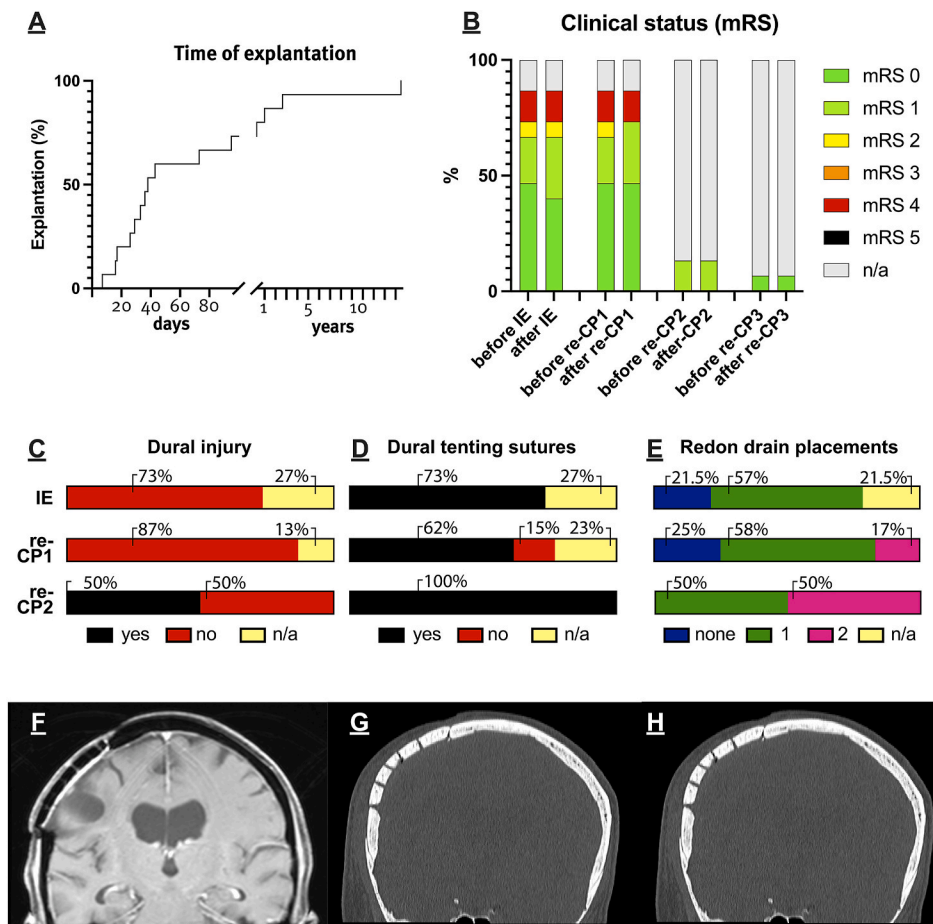 A
Time of explantation
Explantation (%)
100
50
0
20 40 60 80
1 5 10
days years
B
Clinical status (mRS)
%
100
50
0
before IE
after IE
before re-CP1
after re-CP1
before re-CP2
after-CP2
before re-CP3
after re-CP3
mRS 0
mRS 1
mRS 2
mRS 3
mRS 4
mRS 5
n/a
C
Dural injury
IE
73% 27%
re-
CP1
87% 13%
re-
CP2
50% 50%
yes no n/a
D
Dural tenting sutures
73% 27%
62% 15% 23%
100%
yes no n/a
E
Redon drain placements
21.5% 57% 21.5%
25% 58% 17%
50% 50%
none 1 2 n/a
F
G
H